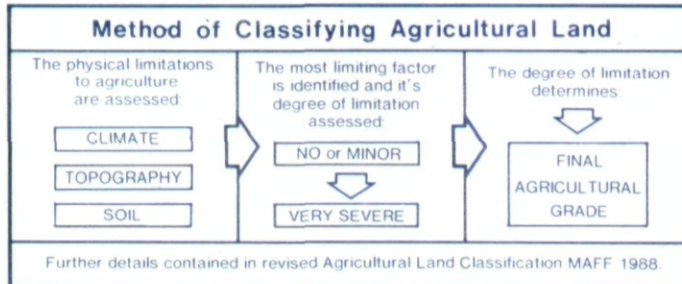 Method of Classifying Agricultural Land
The physical limitations
to agriculture
are assessed:
CLIMATE
TOPOGRAPHY
SOIL
The most limiting factor
is identified and it's
degree of limitation
assessed:
NO or MINOR
VERY SEVERE
The degree of limitation
determines:
FINAL
AGRICULTURAL
GRADE
Further details contained in revised Agricultural Land Classification MAFF 1988.